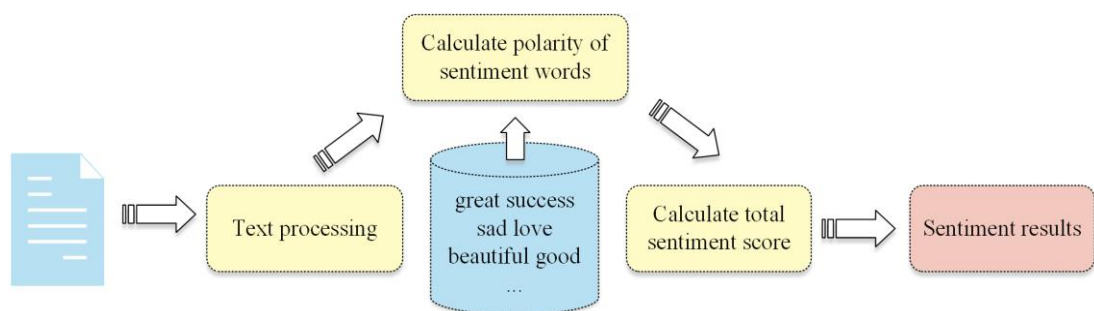 Calculate polarity of
sentiment words
Text processing
great success
sad love
beautiful good
...
Calculate total
sentiment score
Sentiment results